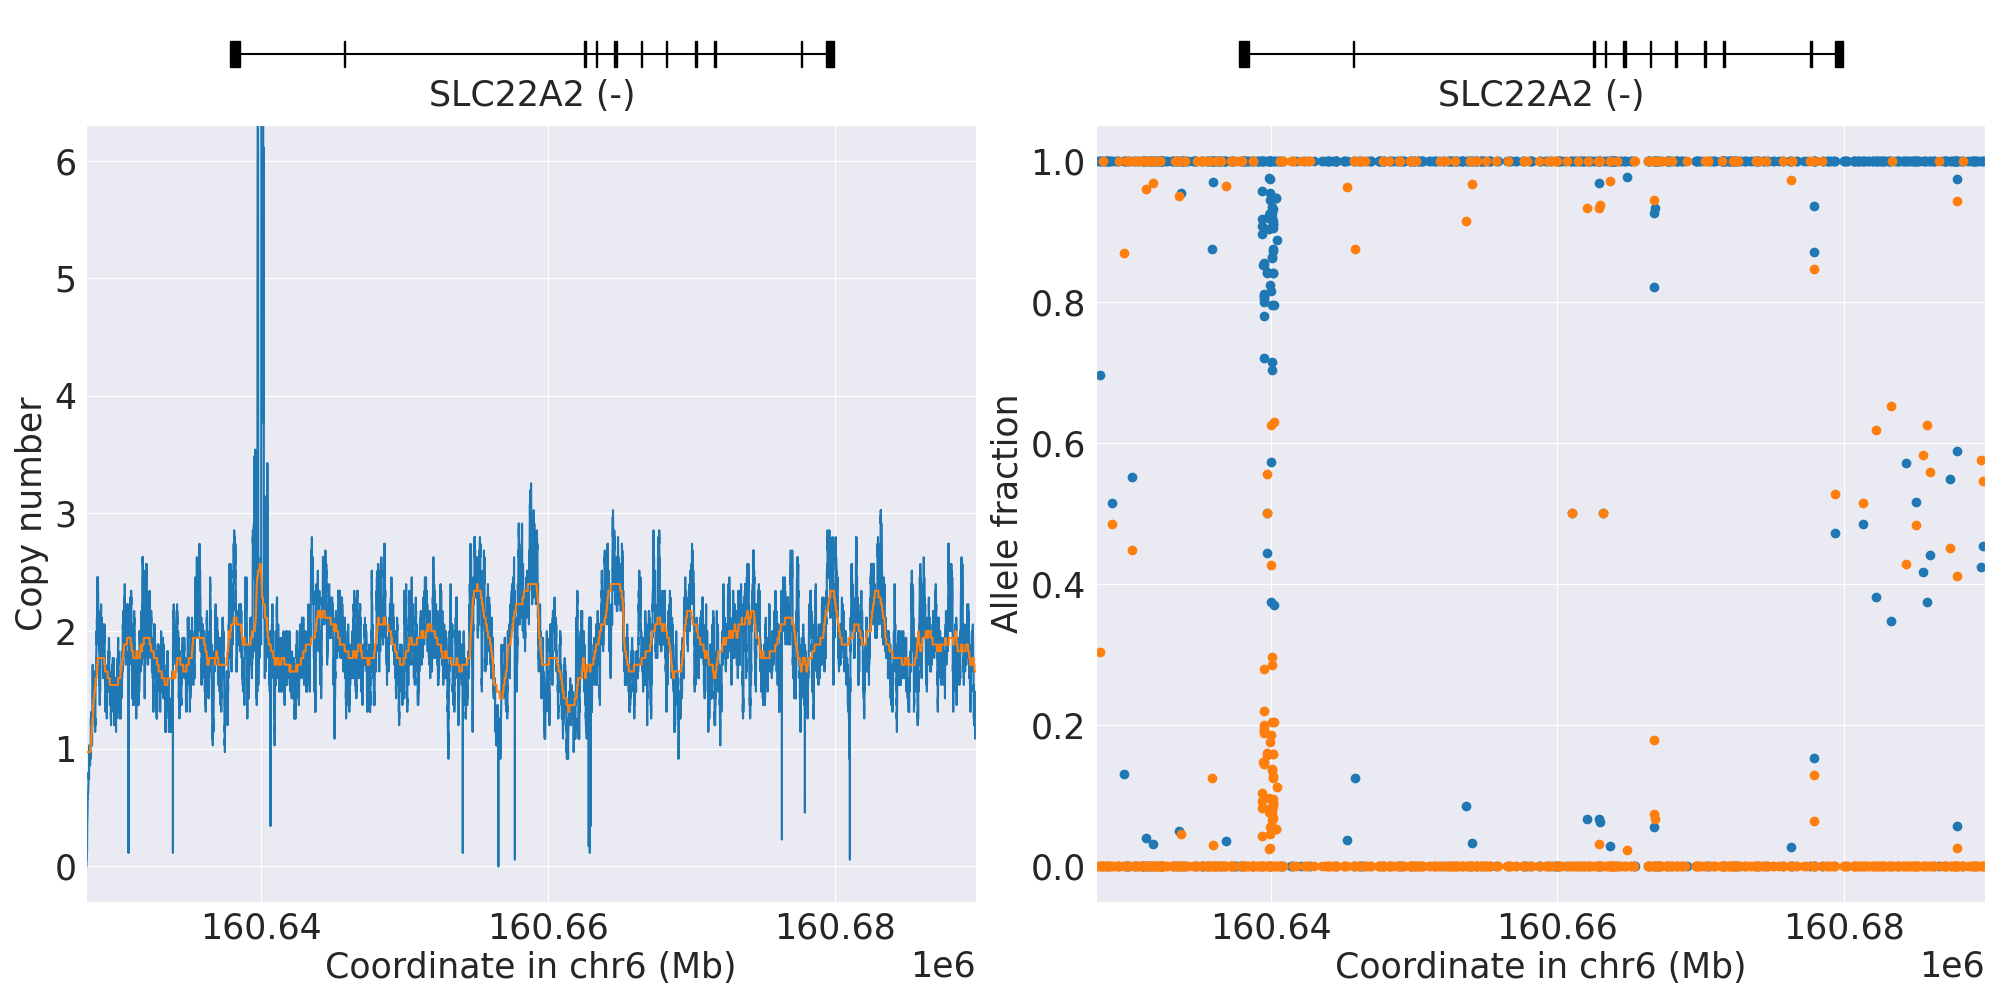 SLC22A2 (-)
Copy number
6
5
4
3
2
1
0
160.64 160.66 160.68
Coordinate in chr6 (Mb)
1e6
SLC22A2 (-)
Allele fraction
1.0
0.8
0.6
0.4
0.2
0.0
160.64 160.66 160.68
Coordinate in chr6 (Mb)
1e6